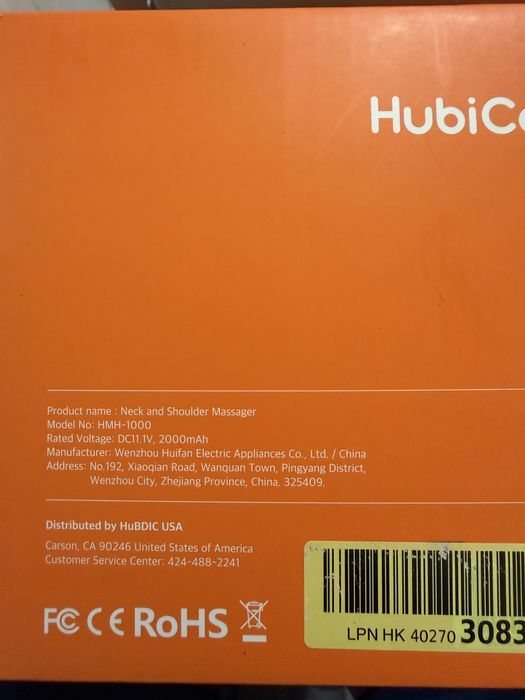 HubiC
Product name : Neck and Shoulder Massager
Model No: HMH-1000
Rated Voltage: DC11.1V, 2000mAh
Manufacturer: Wenzhou Huifan Electric Appliances Co., Ltd. / China
Address: No.192, Xiaoqian Road, Wanquan Town, Pingyang District,
Wenzhou City, Zhejiang Province, China. 325409.
Distributed by HuBDIC USA
Carson, CA 90246 United States of America
Customer Service Center: 424-488-2241
FC CE RoHS
LPN HK 40270 3083